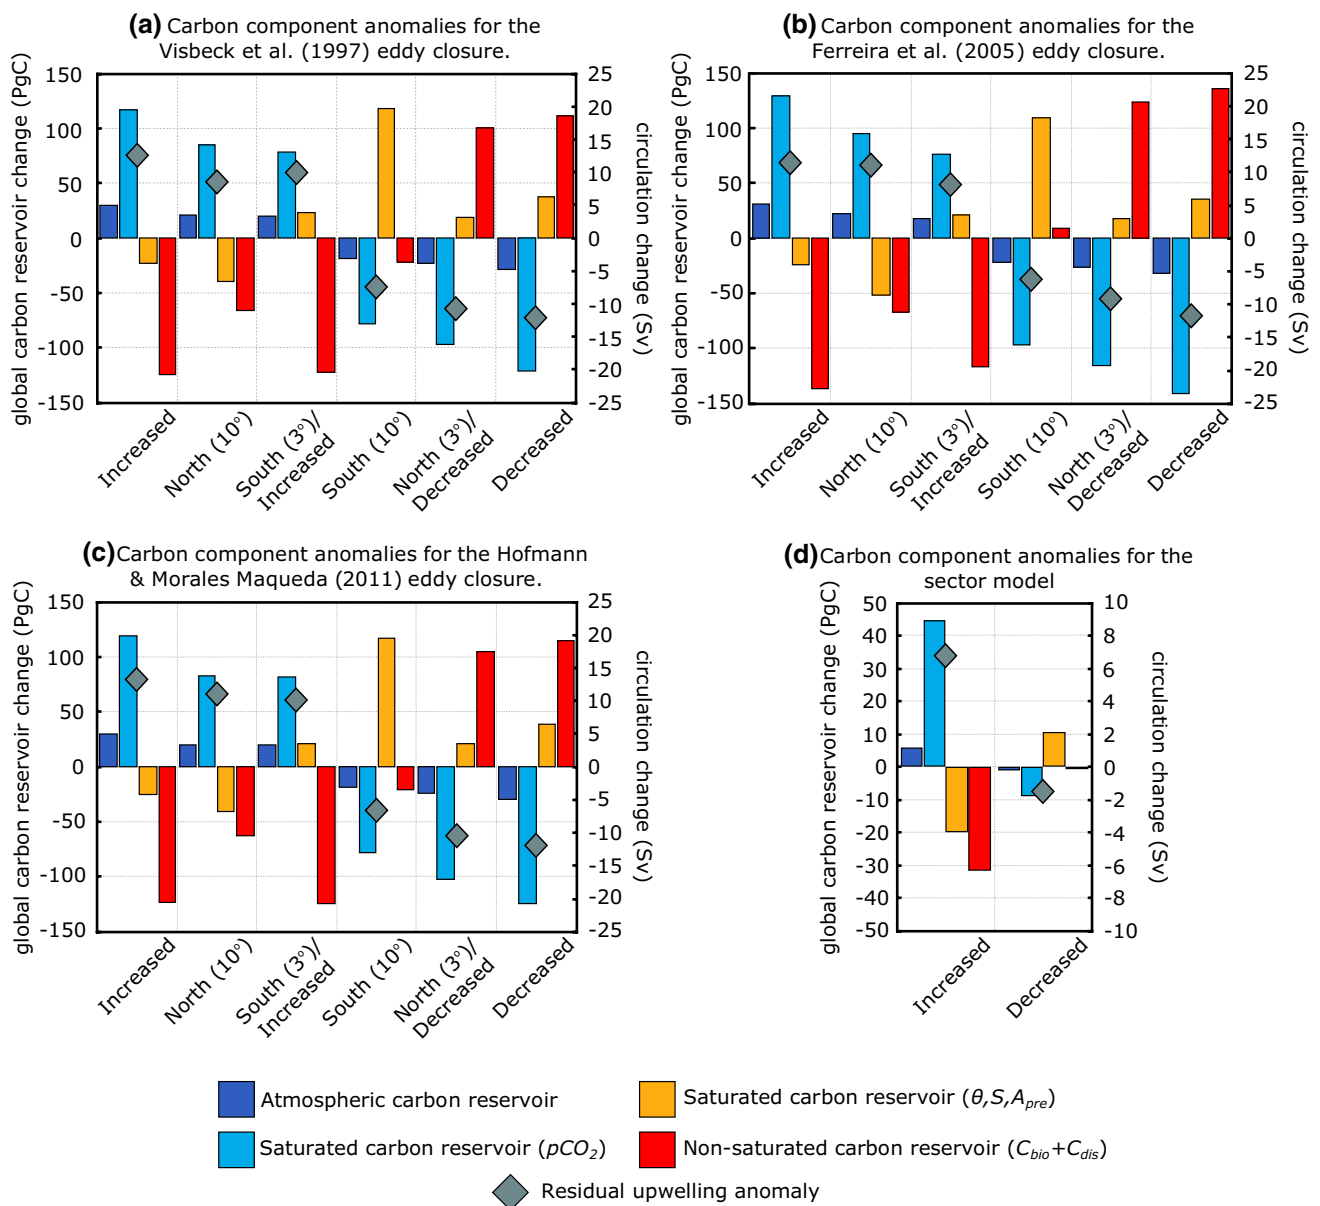 (a) Carbon component anomalies for the
Visbeck et al. (1997) eddy closure.
global carbon reservoir change (PgC)
150
100
50
0
-50
-100
-150
25
20
15
10
5
0
-5
-10
-15
-20
-25
circulation change (Sv)
Increased
North (10°)
South (3°)/
Increased
South (10°)
North (3°)/
Decreased
Decreased
(b) Carbon component anomalies for the
Ferreira et al. (2005) eddy closure.
global carbon reservoir change (PgC)
150
100
50
0
-50
-100
-150
25
20
15
10
5
0
-5
-10
-15
-20
-25
circulation change (Sv)
Increased
North (10°)
South (3°)/
Increased
South (10°)
North (3°)/
Decreased
Decreased
(c) Carbon component anomalies for the Hofmann
& Morales Maqueda (2011) eddy closure.
global carbon reservoir change (PgC)
150
100
50
0
-50
-100
-150
25
20
15
10
5
0
-5
-10
-15
-20
-25
circulation change (Sv)
Increased
North (10°)
South (3°)/
Increased
South (10°)
North (3°)/
Decreased
Decreased
(d) Carbon component anomalies for the
sector model
global carbon reservoir change (PgC)
50
40
30
20
10
0
-10
-20
-30
-40
-50
10
8
6
4
2
0
-2
-4
-6
-8
-10
circulation change (Sv)
Increased
Decreased
Atmospheric carbon reservoir
Saturated carbon reservoir (θ,S,Apre)
Saturated carbon reservoir (pCO2)
Non-saturated carbon reservoir (Cbio+Cdis)
Residual upwelling anomaly